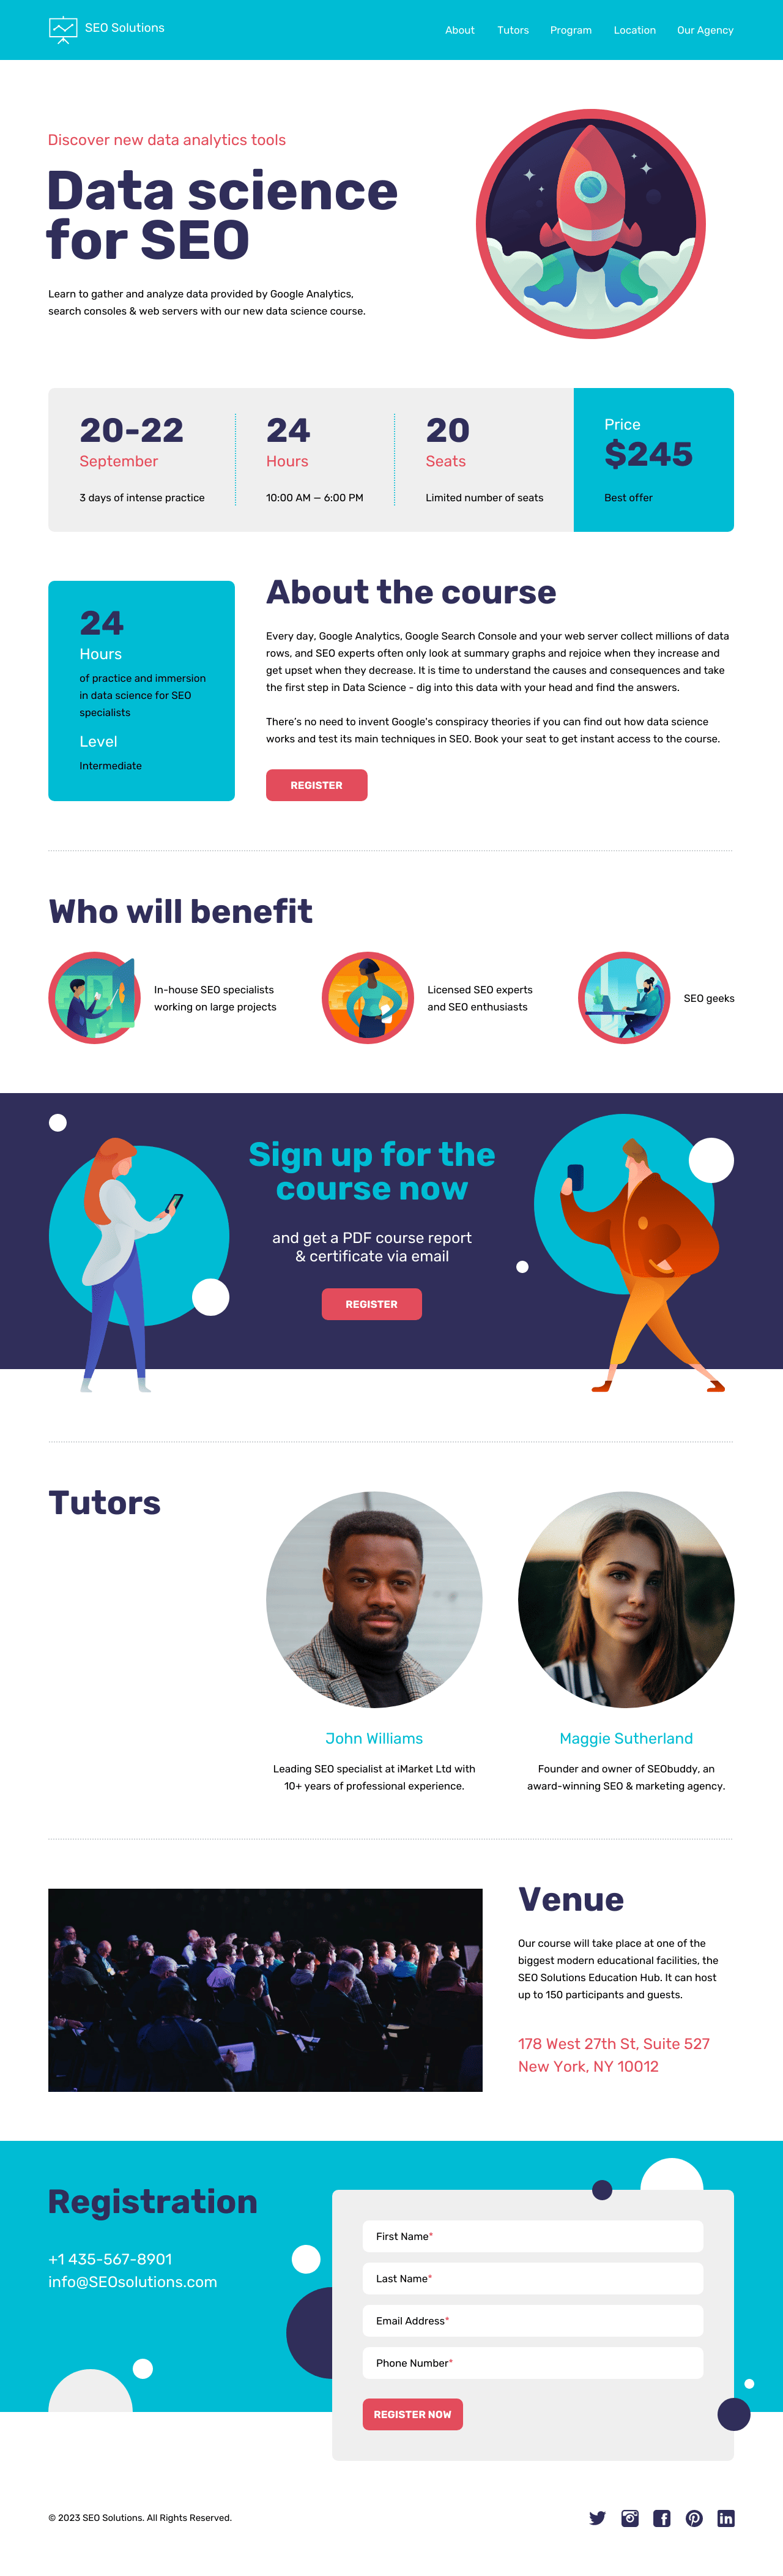 SEO Solutions
About
Tutors
Program
Location
Our Agency
Discover new data analytics tools
Data science
for SEO
Learn to gather and analyze data provided by Google Analytics,
search consoles & web servers with our new data science course.
20-22
September
3 days of intense practice
24
Hours
10:00 AM — 6:00 PM
20
Seats
Limited number of seats
Price
$245
Best offer
24
Hours
of practice and immersion
in data science for SEO
specialists
Level
Intermediate
About the course
Every day, Google Analytics, Google Search Console and your web server collect millions of data
rows, and SEO experts often only look at summary graphs and rejoice when they increase and
get upset when they decrease. It is time to understand the causes and consequences and take
the first step in Data Science - dig into this data with your head and find the answers.
There's no need to invent Google's conspiracy theories if you can find out how data science
works and test its main techniques in SEO. Book your seat to get instant access to the course.
REGISTER
Who will benefit
In-house SEO specialists
working on large projects
Licensed SEO experts
and SEO enthusiasts
SEO geeks
Sign up for the
course now
and get a PDF course report
& certificate via email
REGISTER
Tutors
John Williams
Leading SEO specialist at iMarket Ltd with
10+ years of professional experience.
Maggie Sutherland
Founder and owner of SEObuddy, an
award-winning SEO & marketing agency.
Venue
Our course will take place at one of the
biggest modern educational facilities, the
SEO Solutions Education Hub. It can host
up to 150 participants and guests.
178 West 27th St, Suite 527
New York, NY 10012
Registration
+1 435-567-8901
info@SEOsolutions.com
First Name*
Last Name*
Email Address*
Phone Number*
REGISTER NOW
© 2023 SEO Solutions. All Rights Reserved.